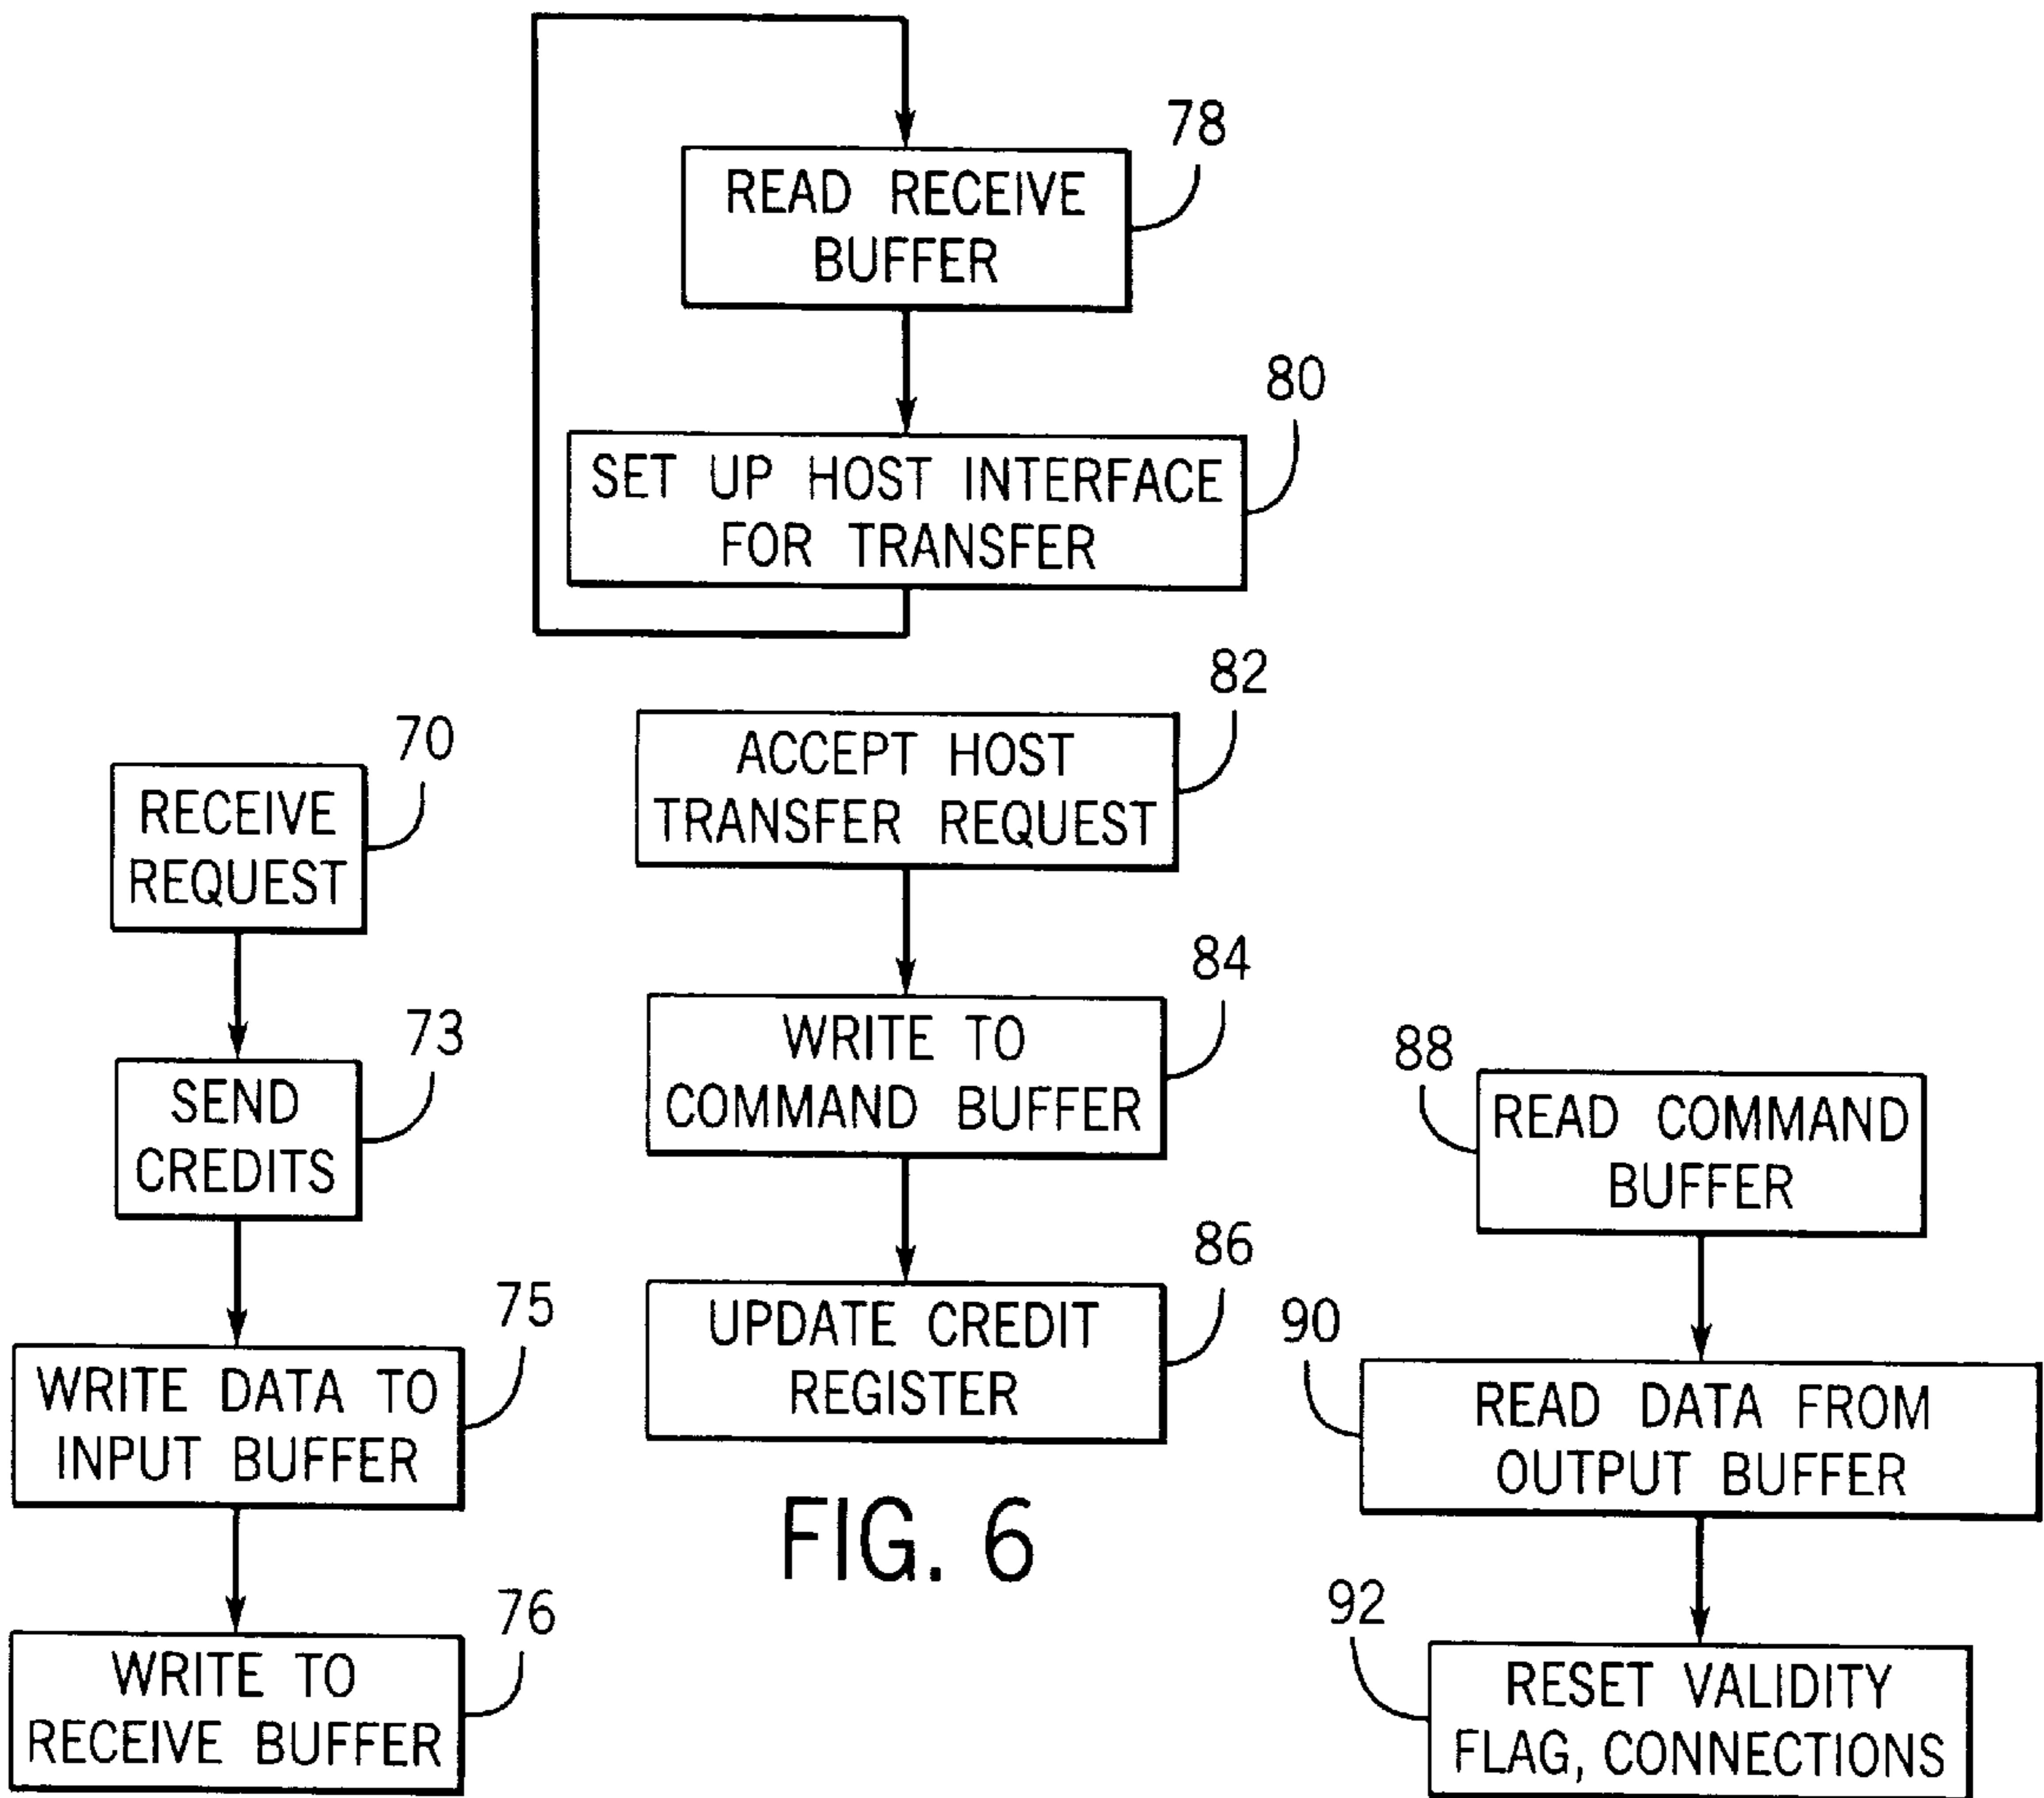 78
READ RECEIVE
BUFFER
80
SET UP HOST INTERFACE
FOR TRANSFER
70
RECEIVE
REQUEST
73
SEND
CREDITS
75
WRITE DATA TO
INPUT BUFFER
76
WRITE TO
RECEIVE BUFFER
82
ACCEPT HOST
TRANSFER REQUEST
84
WRITE TO
COMMAND BUFFER
86
UPDATE CREDIT
REGISTER
FIG. 6
88
READ COMMAND
BUFFER
90
READ DATA FROM
OUTPUT BUFFER
92
RESET VALIDITY
FLAG, CONNECTIONS